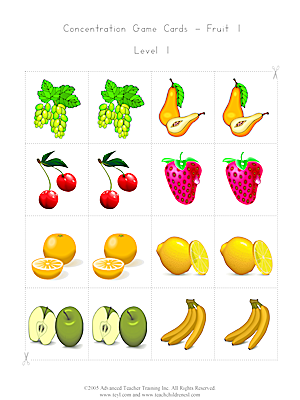 Concentration Game Cards - Fruit 1
Level 1
©2005 Advanced Teacher Training Inc. All Rights Reserved
www.teyl.com and www.teachchildrenesl.com